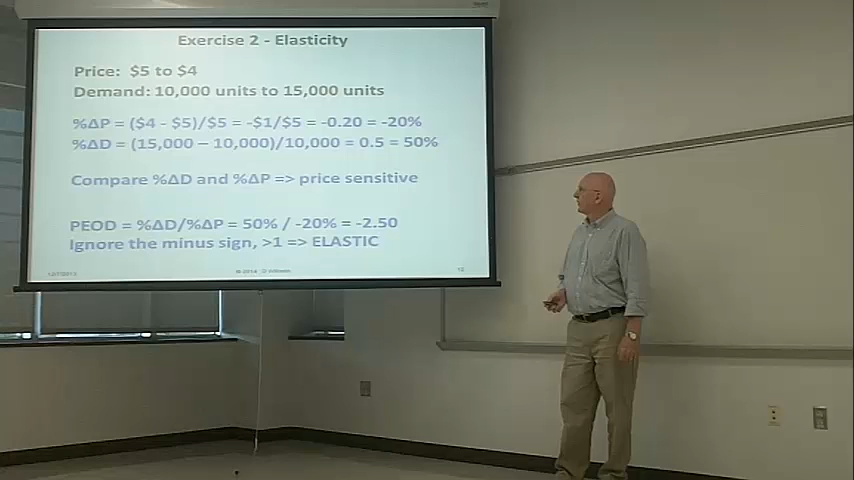 Exercise 2 - Elasticity
Price: $5 to $4
Demand: 10,000 units to 15,000 units
%ΔP = ($4 - $5)/$5 = -$1/$5 = -0.20 = -20%
%ΔD = (15,000 – 10,000)/10,000 = 0.5 = 50%
Compare %ΔD and %ΔP => price sensitive
PEOD = %ΔD/%ΔP = 50% / -20% = -2.50
Ignore the minus sign, >1 => ELASTIC
12